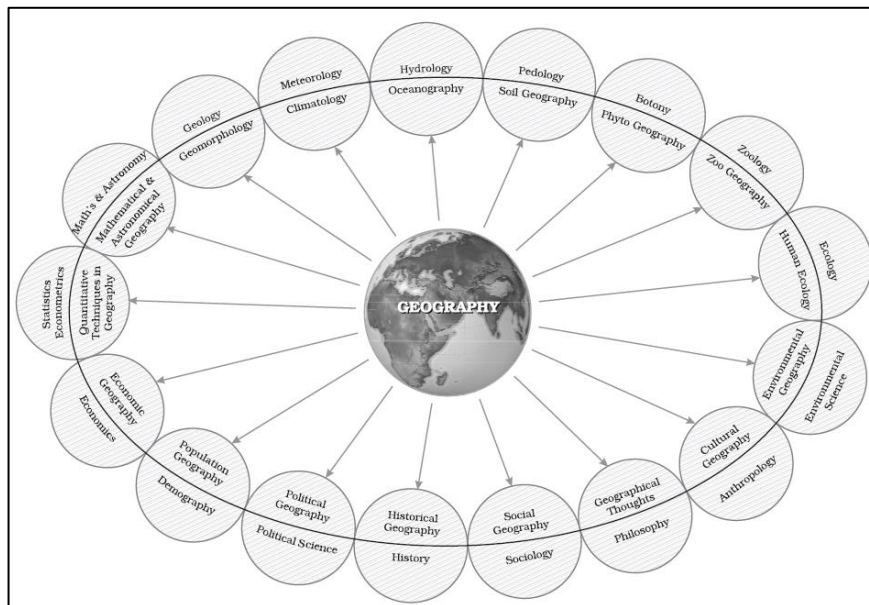 Hydrology
Oceanography
Pedology
Soil Geography
Botony
Phyto Geography
Zoology
Zoo Geography
Ecology
Human Ecology
Environmental
Geography
Environmental
Science
Cultural
Geography
Anthropology
Geographical
Thoughts
Philosophy
Social
Geography
Sociology
Historical
Geography
History
Political
Geography
Political Science
Population
Geography
Demography
Economic
Geography
Economics
Statistics
Econometrics
Quantitative
Techniques in
Geography
Math's & Astronomy
Mathematical &
Astronomical
Geography
Geology
Geomorphology
Meteorology
Climatology
GEOGRAPHY